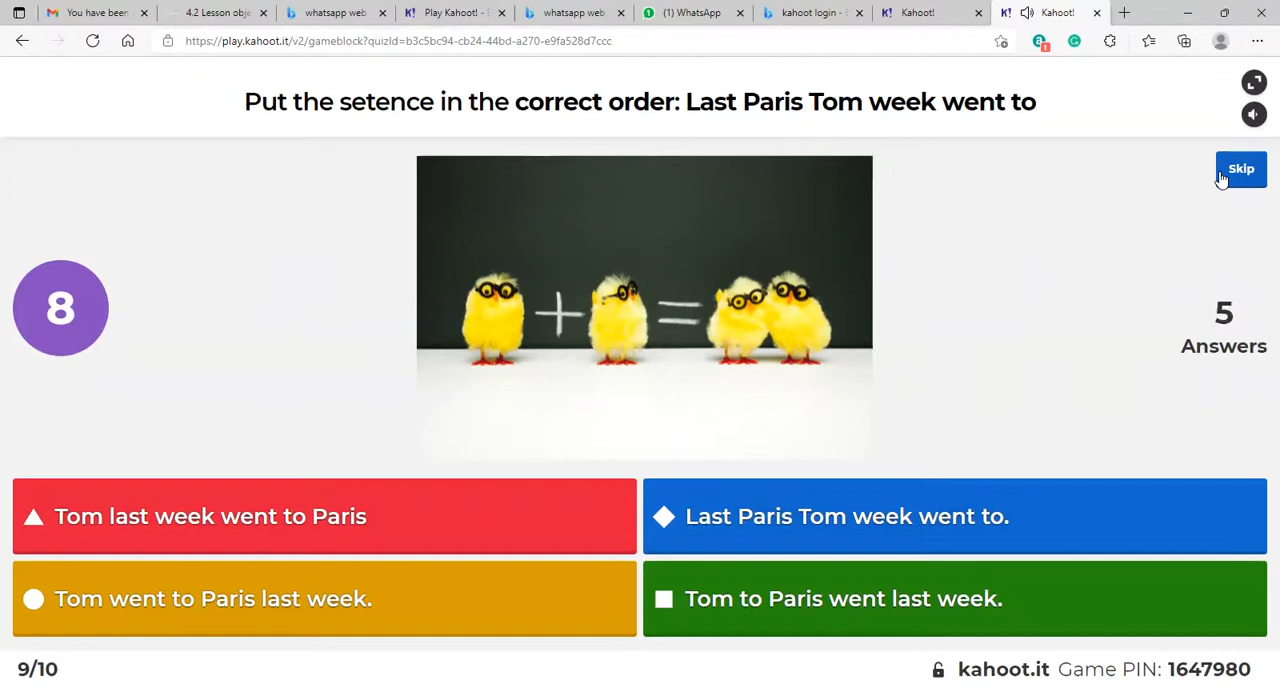 You have been
4.2 Lesson obje
whatsapp web
K! Play Kahoot! - E
whatsapp web
(1) WhatsApp
kahoot login - E
K! Kahoot!
K! Kahoot!
https://play.kahoot.it/v2/gameblock?quizId=b3c5bc94-cb24-44bd-a270-e9fa528d7ccc
Put the setence in the correct order: Last Paris Tom week went to
Skip
8
+ =
5
Answers
Tom last week went to Paris
Last Paris Tom week went to.
Tom went to Paris last week.
Tom to Paris went last week.
9/10
kahoot.it Game PIN: 1647980